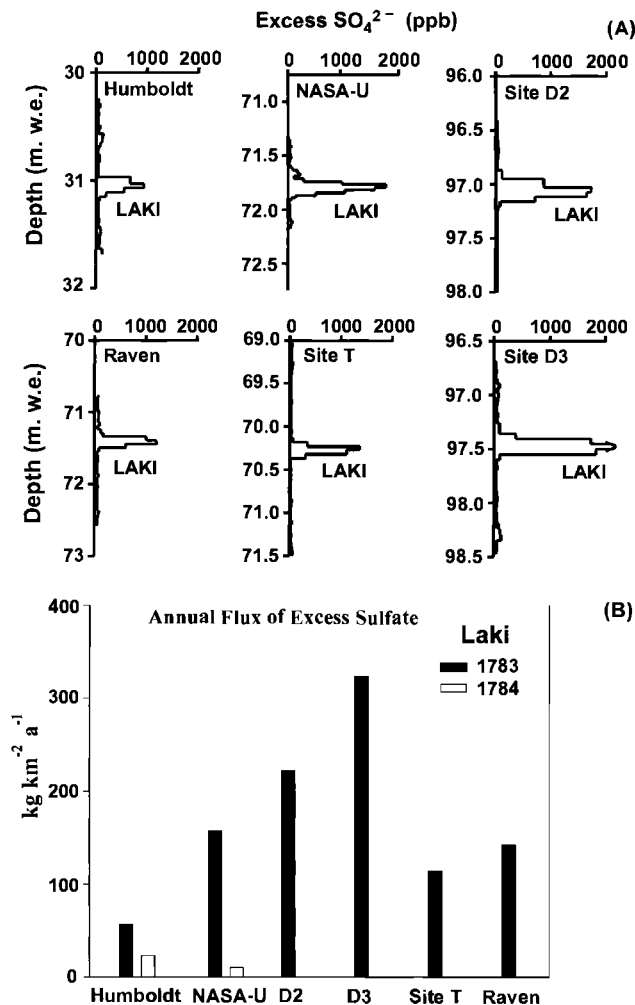 Excess SO₄²⁻ (ppb)
(A)
Depth (m. w.e.)
0 1000 2000
30
31
32
Humboldt
LAKI
0 1000 2000
71.0
71.5
72.0
72.5
NASA-U
LAKI
0 1000 2000
96.0
96.5
97.0
97.5
98.0
Site D2
LAKI
Depth (m. w.e.)
0 1000 2000
70
71
72
73
Raven
LAKI
0 1000 2000
69.0
69.5
70.0
70.5
71.0
71.5
Site T
LAKI
0 1000 2000
96.5
97.0
97.5
98.0
98.5
Site D3
LAKI
(B)
Annual Flux of Excess Sulfate
Laki
1783
1784
kg km⁻² a⁻¹
400
300
200
100
0
Humboldt NASA-U D2 D3 Site T Raven